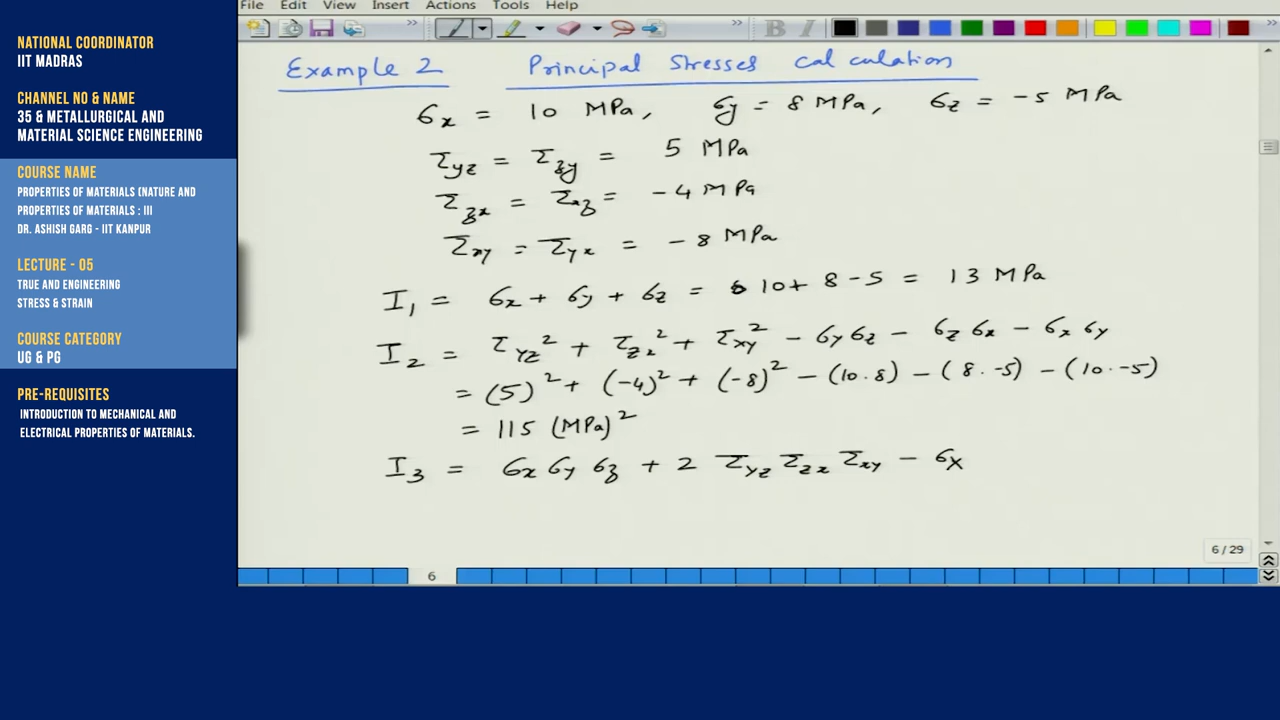 NATIONAL COORDINATOR
IIT MADRAS
CHANNEL NO & NAME
35 & METALLURGICAL AND
MATERIAL SCIENCE ENGINEERING
COURSE NAME
PROPERTIES OF MATERIALS (NATURE AND
PROPERTIES OF MATERIALS : III
DR. ASHISH GARG - IIT KANPUR
LECTURE - 05
TRUE AND ENGINEERING
STRESS & STRAIN
COURSE CATEGORY
UG & PG
PRE-REQUISITES
INTRODUCTION TO MECHANICAL AND
ELECTRICAL PROPERTIES OF MATERIALS.
File Edit View Insert Actions Tools Help
Example 2 Principal Stresses calculation
σx = 10 MPa, σy = 8 MPa, σz = -5 MPa
τyz = τzy = 5 MPa
τzx = τxz = -4 MPa
τxy = τyx = -8 MPa
I1 = σx + σy + σz = 10 + 8 - 5 = 13 MPa
I2 = τyz² + τzx² + τxy² - σyσz - σzσx - σxσy
= (5)² + (-4)² + (-8)² - (10.8) - (8.-5) - (10.-5)
= 115 (MPa)²
I3 = σxσyσz + 2 τyz τzx τxy - σx
6 / 29
6